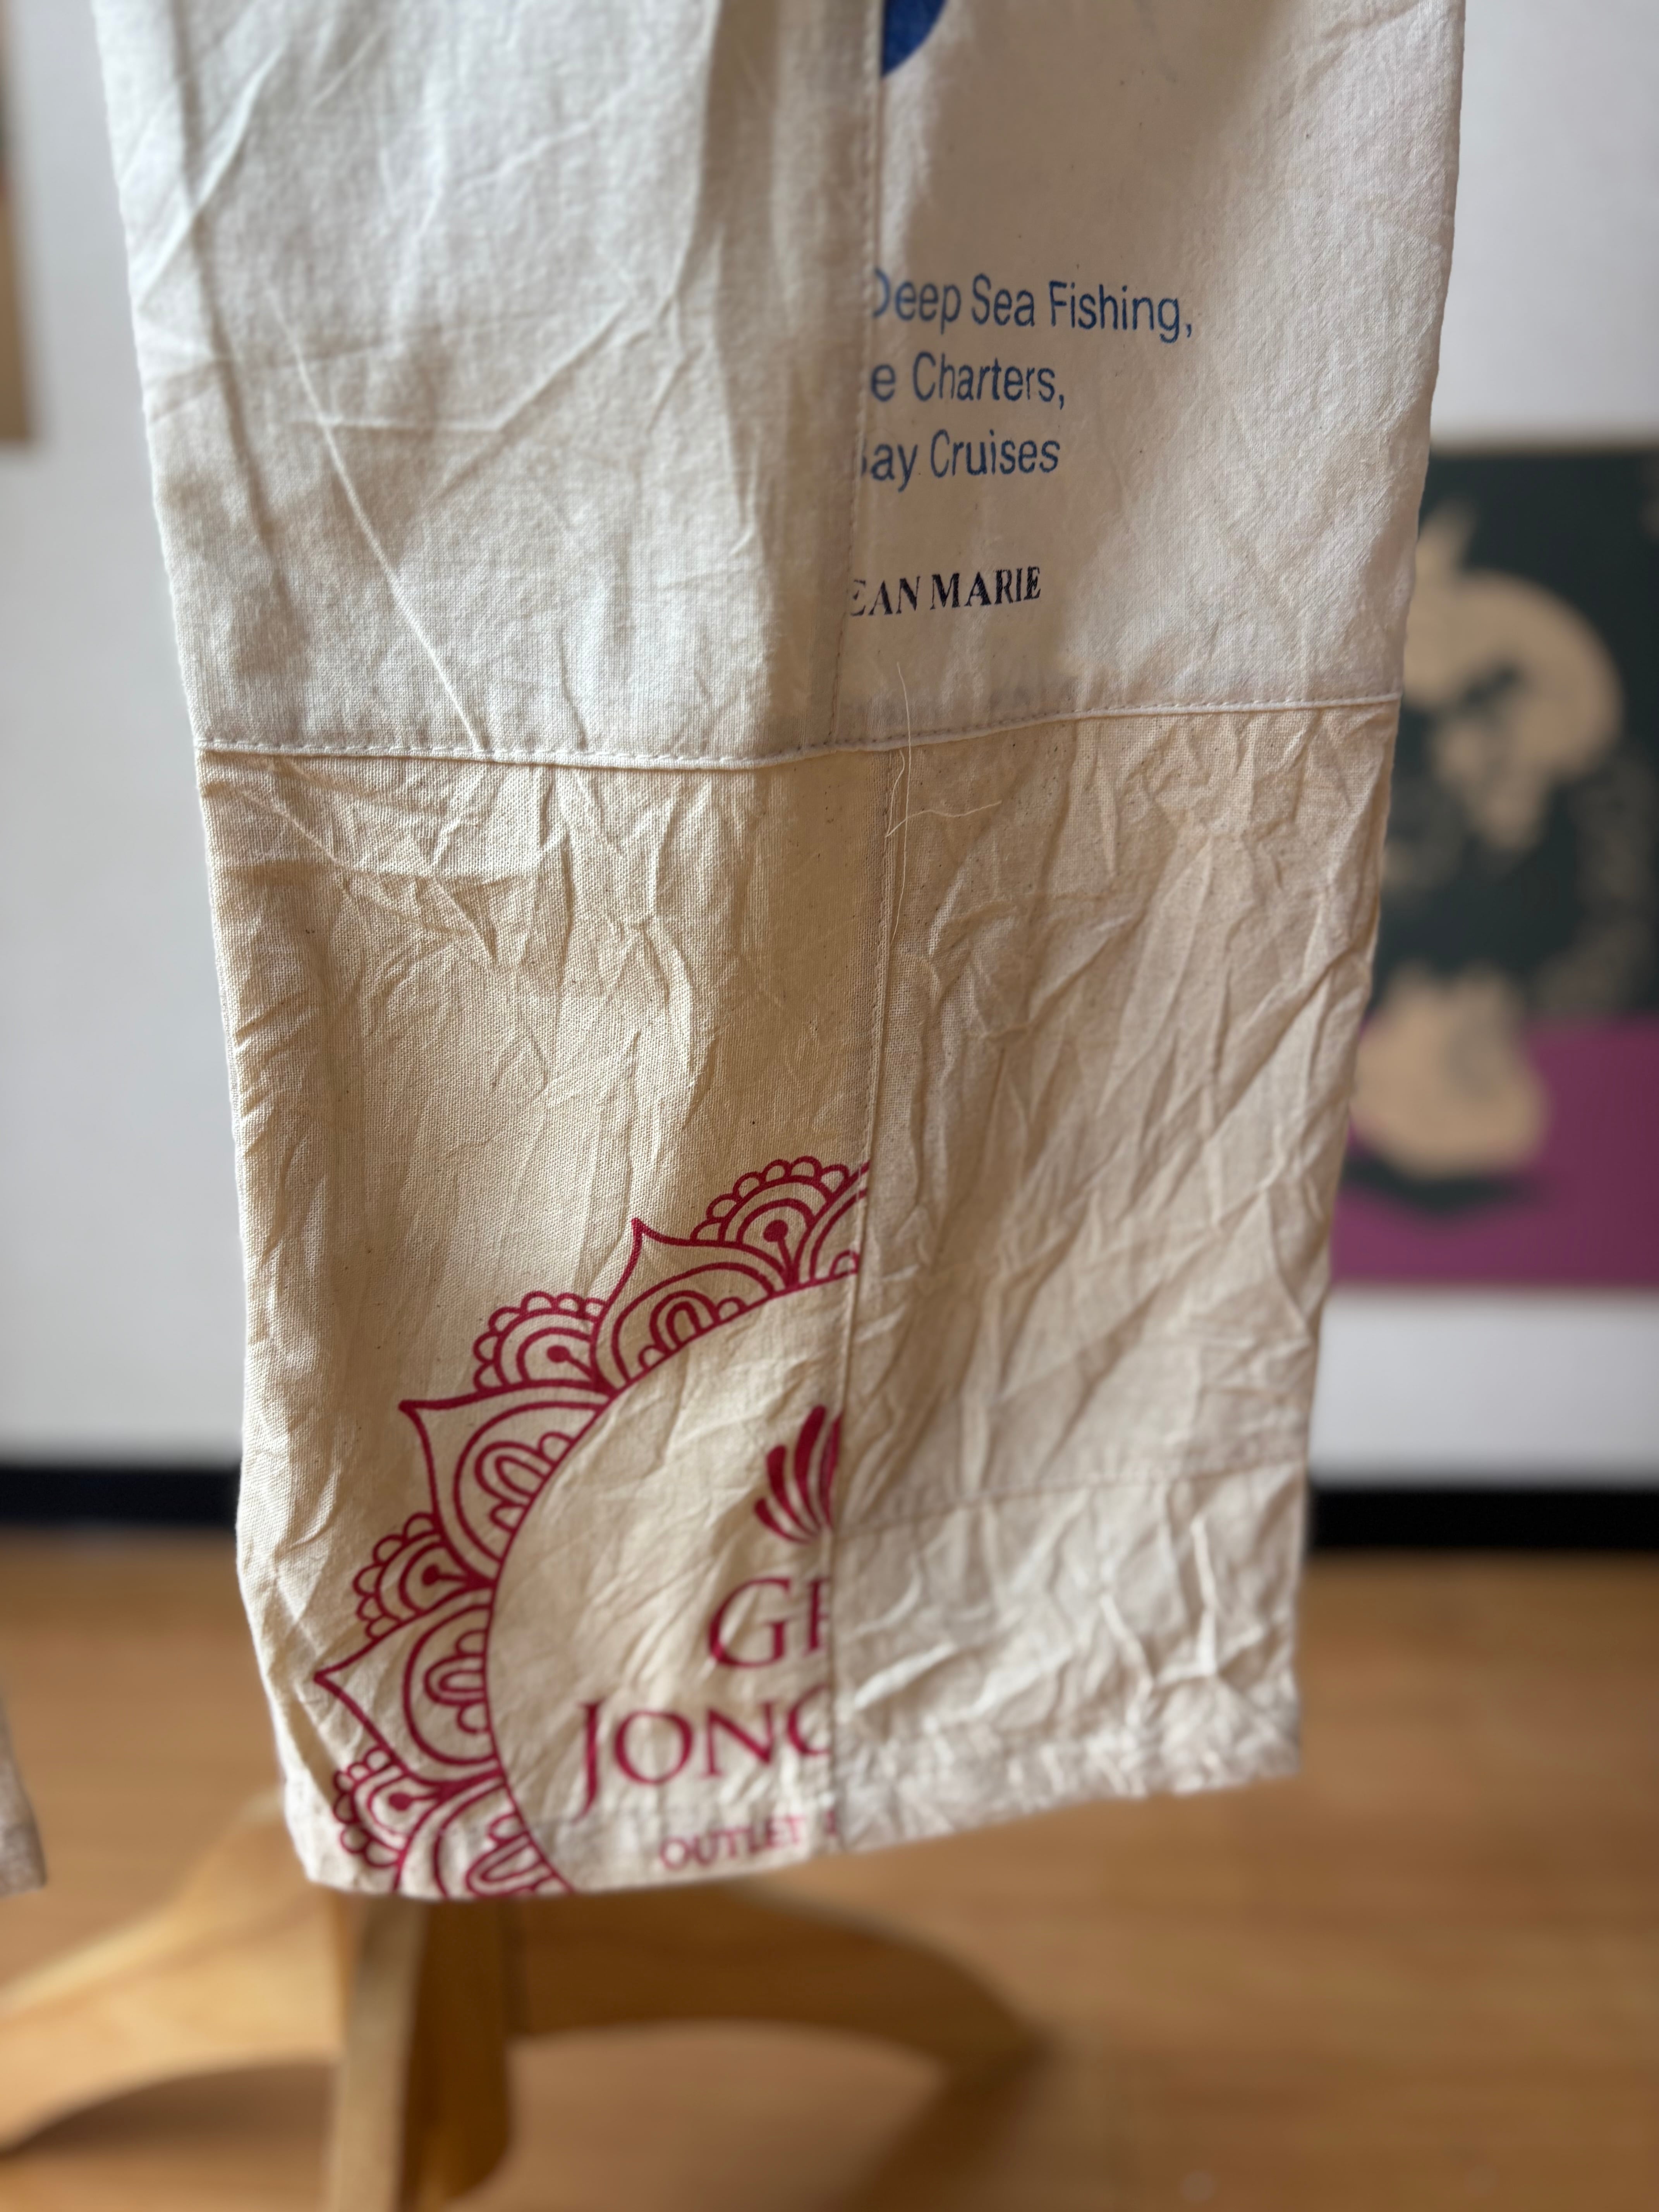 Deep Sea Fishing,
e Charters,
Bay Cruises
EAN MARIE
GR
JONG
OUTLET